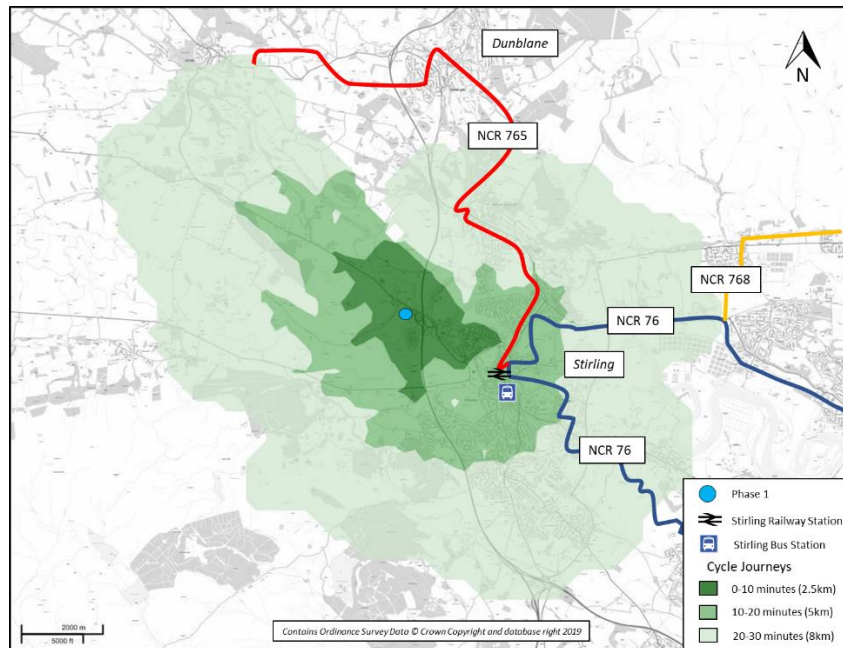 Dunblane
N
NCR 765
NCR 768
NCR 76
Stirling
NCR 76
Phase 1
Stirling Railway Station
Stirling Bus Station
Cycle Journeys
0-10 minutes (2.5km)
10-20 minutes (5km)
20-30 minutes (8km)
2000 m
5000 ft
Contains Ordinance Survey Data © Crown Copyright and database right 2019